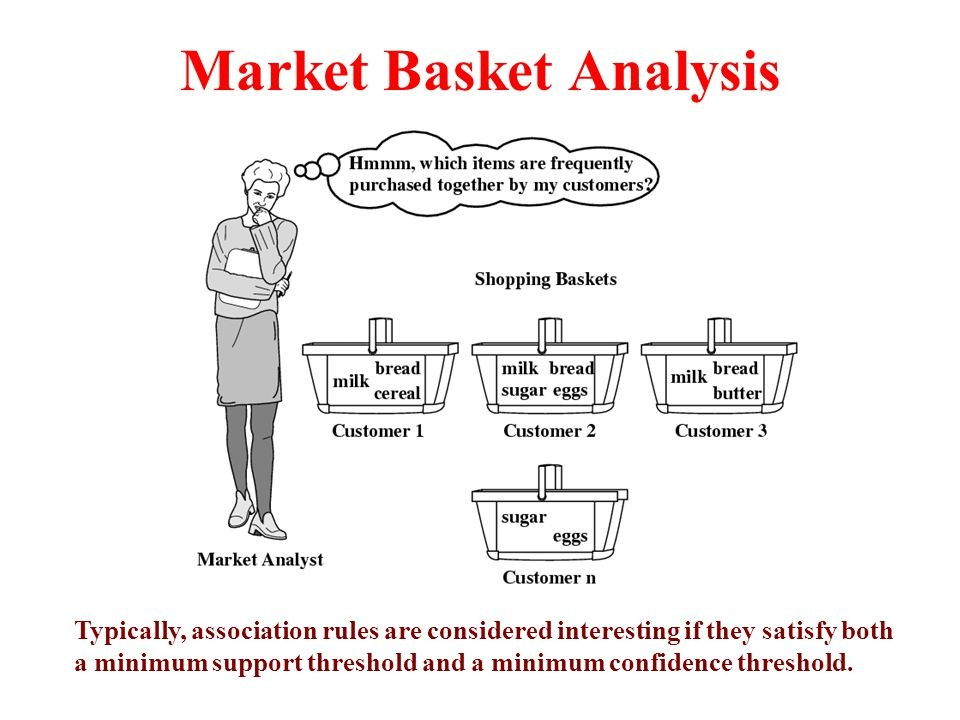 Market Basket Analysis
Hmmm, which items are frequently
purchased together by my customers?
Shopping Baskets
milk bread
cereal
Customer 1
milk bread
sugar eggs
Customer 2
milk bread
butter
Customer 3
sugar
eggs
Customer n
Market Analyst
Typically, association rules are considered interesting if they satisfy both
a minimum support threshold and a minimum confidence threshold.